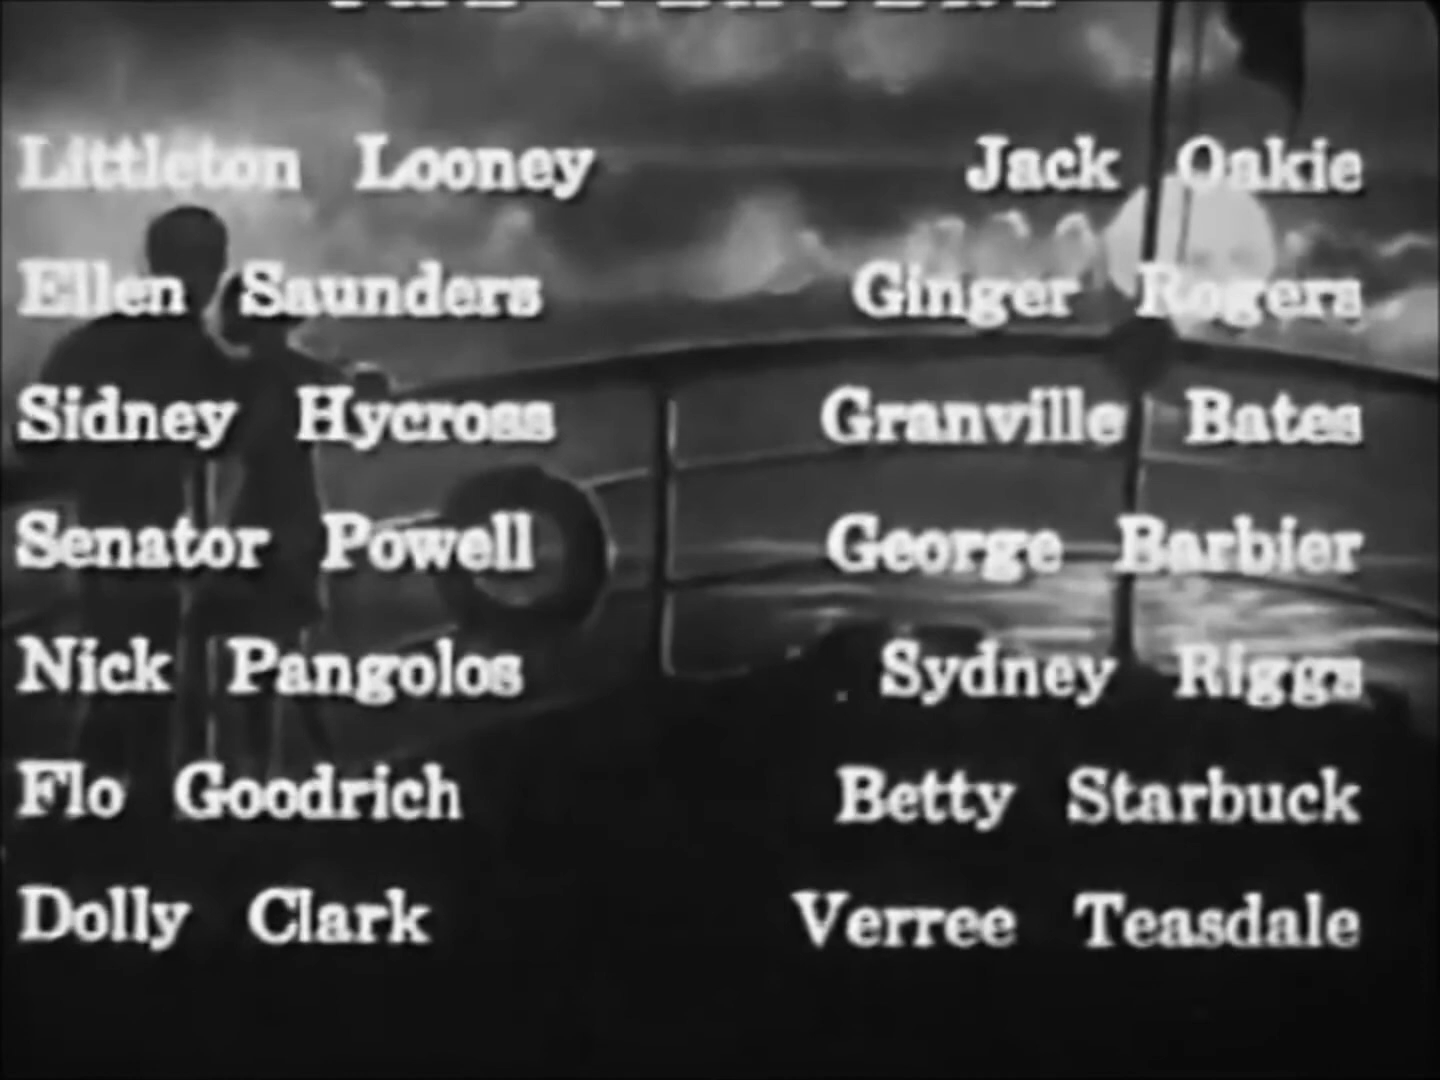 Littleton Looney Jack Oakie
Ellen Saunders Ginger Rogers
Sidney Hycross Granville Bates
Senator Powell George Barbier
Nick Pangolos Sydney Riggs
Flo Goodrich Betty Starbuck
Dolly Clark Verree Teasdale